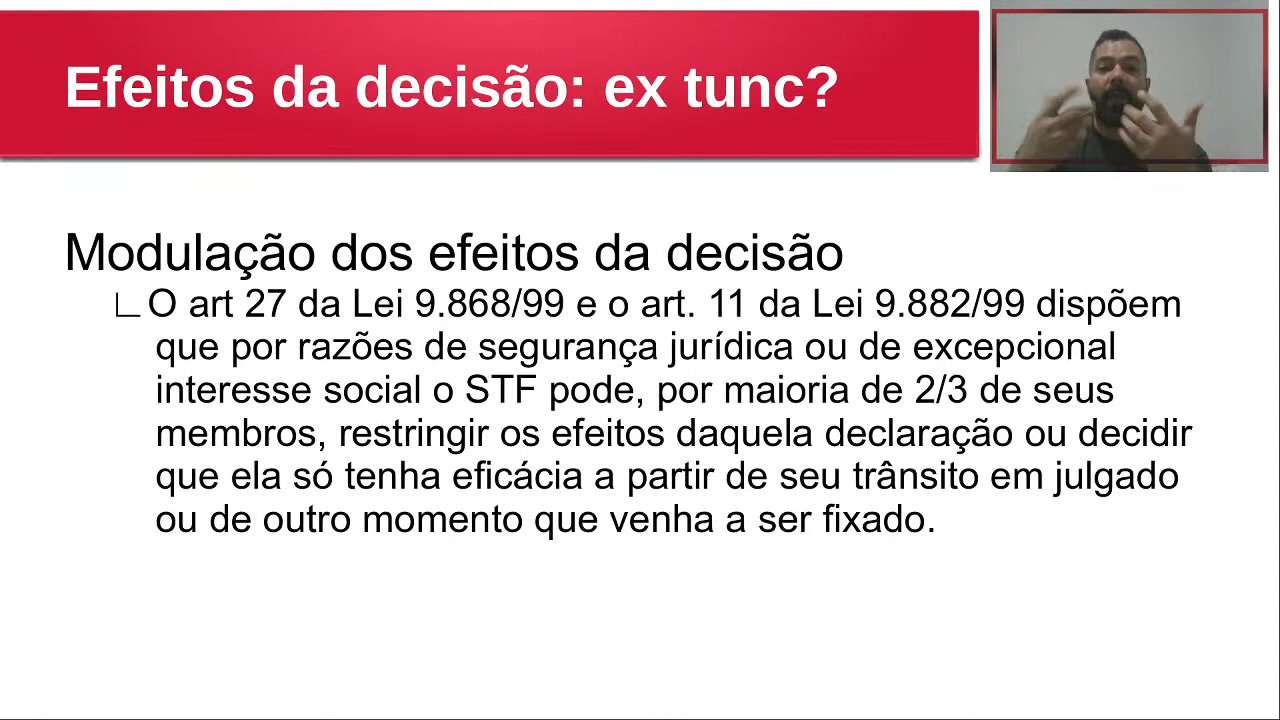 Efeitos da decisão: ex tunc?
Modulação dos efeitos da decisão
O art 27 da Lei 9.868/99 e o art. 11 da Lei 9.882/99 dispõem
que por razões de segurança jurídica ou de excepcional
interesse social o STF pode, por maioria de 2/3 de seus
membros, restringir os efeitos daquela declaração ou decidir
que ela só tenha eficácia a partir de seu trânsito em julgado
ou de outro momento que venha a ser fixado.